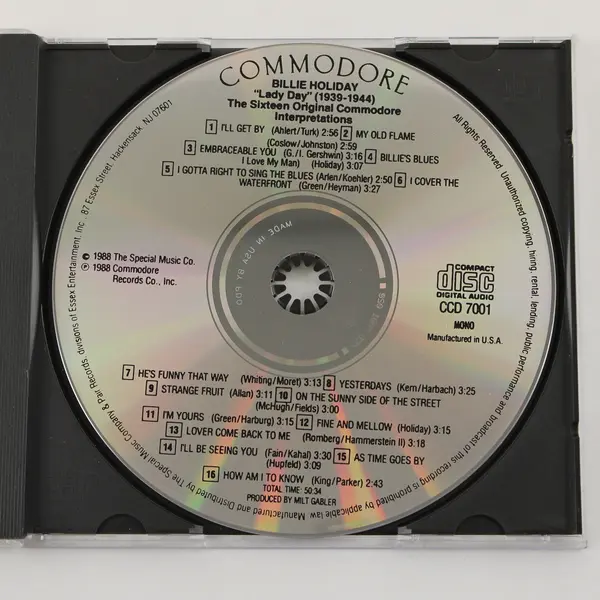 COMMODORE
BILLIE HOLIDAY
"Lady Day" (1939-1944)
The Sixteen Original Commodore
Interpretations
1 I'LL GET BY (Ahlert/Turk) 2:56 2 MY OLD FLAME
(Coslow/Johnston) 2:59
3 EMBRACEABLE YOU (G./I. Gershwin) 3:16 4 BILLIE'S BLUES
I Love My Man) (Holiday) 3:07
5 I GOTTA RIGHT TO SING THE BLUES (Arlen/Koehler) 2:50 6 I COVER THE
WATERFRONT (Green/Heyman) 3:27
MADE IN USA BY PDO
© 1988 The Special Music Co.
℗ 1988 Commodore
Records Co., Inc.
COMPACT
disc
DIGITAL AUDIO
CCD 7001
MONO
Manufactured in U.S.A.
7 HE'S FUNNY THAT WAY (Whiting/Moret) 3:13 8 YESTERDAYS (Kern/Harbach) 3:25
9 STRANGE FRUIT (Allan) 3:11 10 ON THE SUNNY SIDE OF THE STREET
(McHugh/Fields) 3:00
11 I'M YOURS (Green/Harburg) 3:15 12 FINE AND MELLOW (Holiday) 3:15
13 LOVER COME BACK TO ME (Romberg/Hammerstein II) 3:18
14 I'LL BE SEEING YOU (Fain/Kahal) 3:30 15 AS TIME GOES BY
(Hupfeld) 3:09
16 HOW AM I TO KNOW (King/Parker) 2:43
TOTAL TIME: 50:34
PRODUCED BY MILT GABLER
Manufactured and Distributed by The Special Music Company & Pair Records, divisions of Essex Entertainment, Inc., 87 Essex Street, Hackensack, NJ 07601
All Rights Reserved. Unauthorized copying, hiring, rental, lending, public performance and broadcast of this recording is prohibited by applicable law.